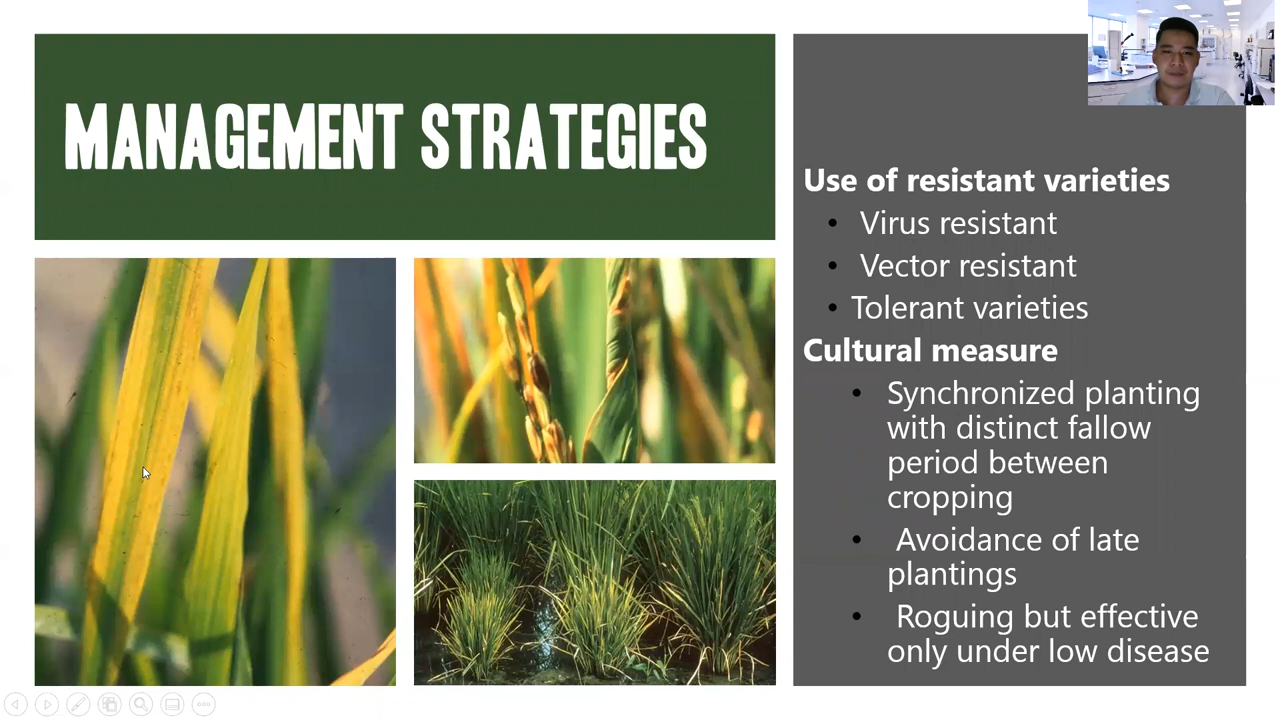 MANAGEMENT STRATEGIES
Use of resistant varieties
• Virus resistant
• Vector resistant
• Tolerant varieties
Cultural measure
• Synchronized planting
with distinct fallow
period between
cropping
• Avoidance of late
plantings
• Roguing but effective
only under low disease